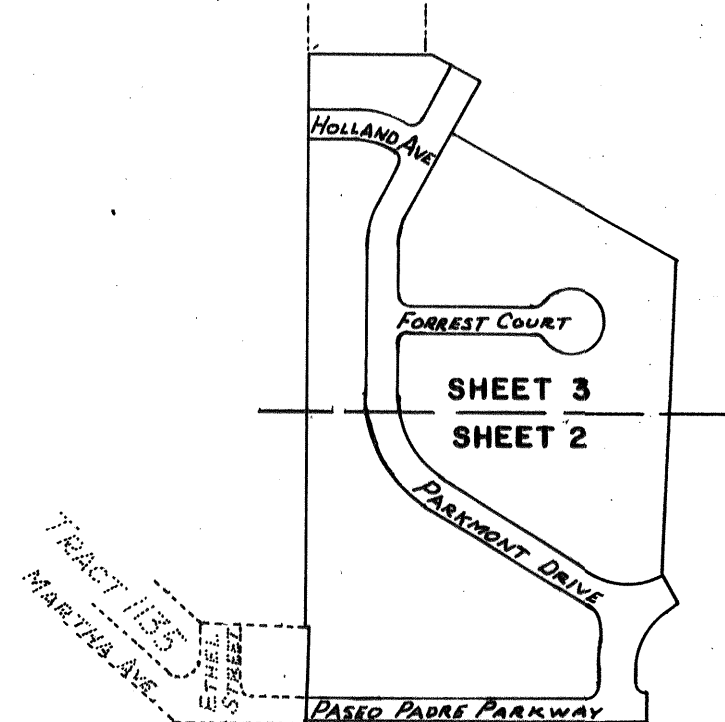 HOLLAND AVE
FORREST COURT
SHEET 3
SHEET 2
PARKMONT DRIVE
TRACT 1135
MARTHA AVE
ETHEL
STREET
PASEO PADRE PARKWAY